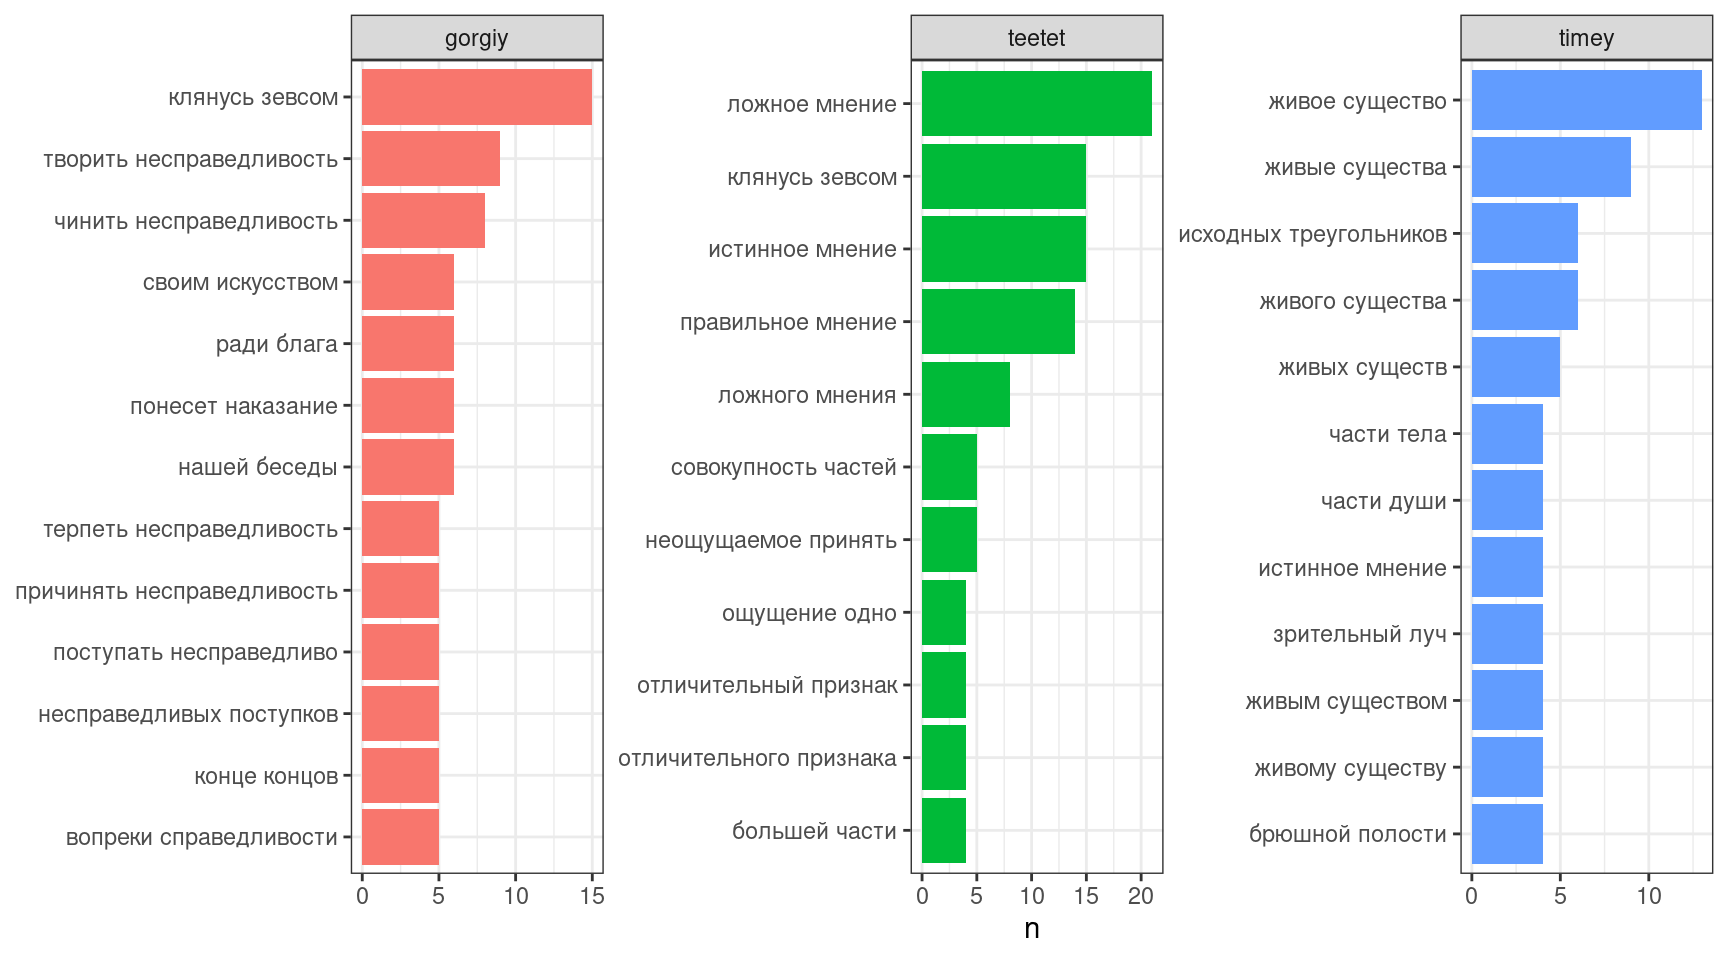 gorgiy
клянусь зевсом
творить несправедливость
чинить несправедливость
своим искусством
ради блага
понесет наказание
нашей беседы
терпеть несправедливость
причинять несправедливость
поступать несправедливо
несправедливых поступков
конце концов
вопреки справедливости
0 5 10 15
teetet
ложное мнение
клянусь зевсом
истинное мнение
правильное мнение
ложного мнения
совокупность частей
неощущаемое принять
ощущение одно
отличительный признак
отличительного признака
большей части
0 5 10 15 20
n
timey
живое существо
живые существа
исходных треугольников
живого существа
живых существ
части тела
части души
истинное мнение
зрительный луч
живым существом
живому существу
брюшной полости
0 5 10